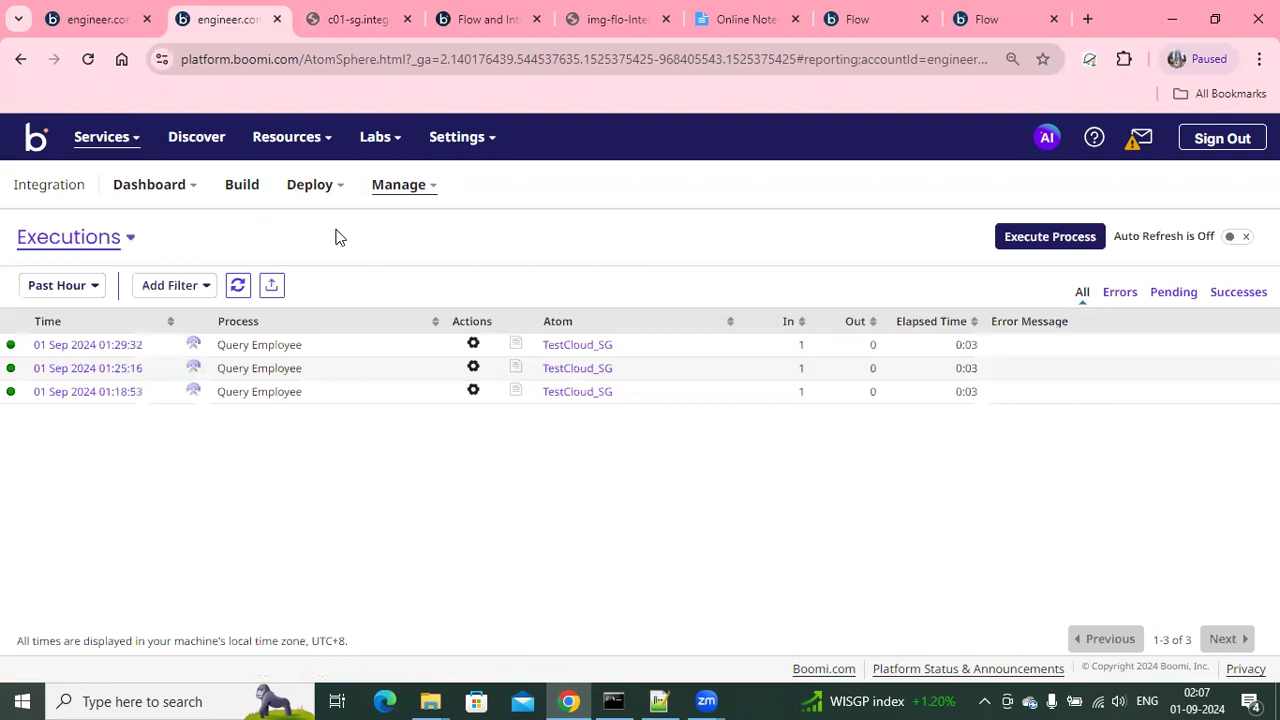 engineer.co
engineer.co
c01-sg.integ
Flow and Int
img-flo-Inte
Online Note
Flow
Flow
platform.boomi.com/AtomSphere.html?_ga=2.140176439.544537635.1525375425-968405543.1525375425#reporting;accountId=engineer...
Paused
All Bookmarks
b
Services
Discover
Resources
Labs
Settings
AI
Sign Out
Integration
Dashboard
Build
Deploy
Manage
Executions
Execute Process
Auto Refresh is Off
Past Hour
Add Filter
All
Errors
Pending
Successes
Time Process Actions Atom In Out Elapsed Time Error Message
01 Sep 2024 01:29:32 Query Employee TestCloud_SG 1 0 0:03
01 Sep 2024 01:25:16 Query Employee TestCloud_SG 1 0 0:03
01 Sep 2024 01:18:53 Query Employee TestCloud_SG 1 0 0:03
All times are displayed in your machine's local time zone, UTC+8.
Previous
1-3 of 3
Next
Boomi.com
Platform Status & Announcements
© Copyright 2024 Boomi, Inc.
Privacy
Type here to search
WISGP index +1.20%
ENG
02:07
01-09-2024
4